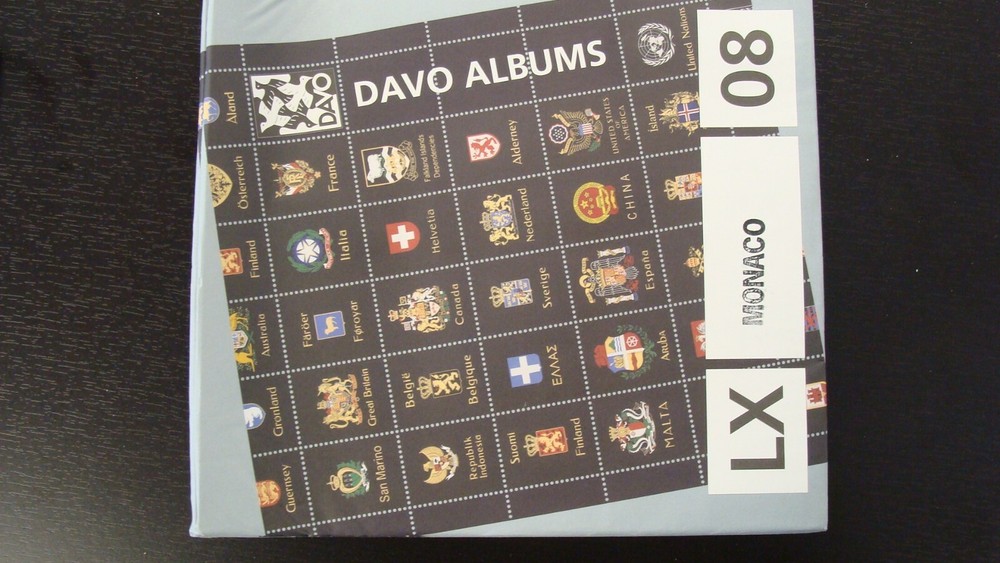 DAVO
DAVO ALBUMS
United Nations
08
Åland
Österreich
France
Falkland Islands
Dependencies
Alderney
UNITED STATES
OF
AMERICA
Ísland
Finland
Italia
Helvetia
Nederland
CHINA
MONACO
Australia
Färöer
Føroyar
Canada
Sverige
España
Grønland
Great Britain
België
Belgique
ΕΛΛΑΣ
Aruba
LX
Guernsey
San Marino
Republik
Indonesia
Suomi
Finland
MALTA